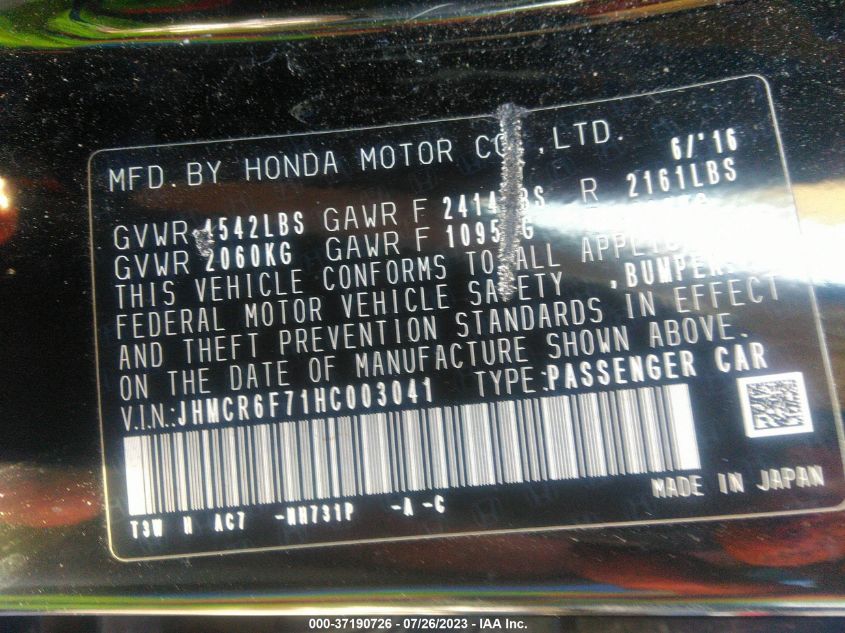 MFD. BY HONDA MOTOR CO., LTD. 6/'16
GVWR 4542LBS GAWR F 2414LBS R 2161LBS
GVWR 2060KG GAWR F 1095KG
THIS VEHICLE CONFORMS TO ALL
FEDERAL MOTOR VEHICLE SAFETY , BUMPER
AND THEFT PREVENTION STANDARDS IN EFFECT
ON THE DATE OF MANUFACTURE SHOWN ABOVE.
V.I.N.: JHMCR6F71HC003041 TYPE: PASSENGER CAR
MADE IN JAPAN
T3W N AC7 -NH731P -A -C
000-37190726 - 07/26/2023 - IAA Inc.